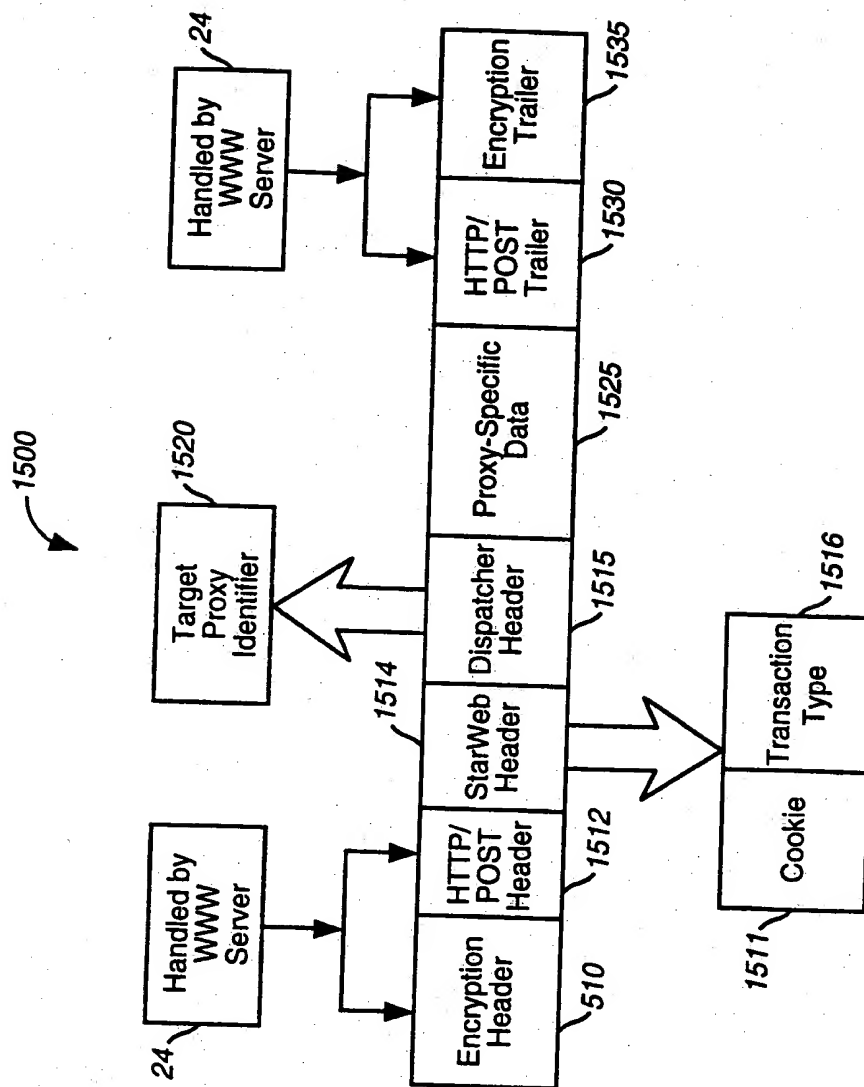 1500
24
Handled by
WWW
Server
1520
Target
Proxy
Identifier
24
Handled by
WWW
Server
1514
Encryption
Header
HTTP/
POST
Header
StarWeb
Header
Dispatcher
Header
Proxy-Specific
Data
HTTP/
POST
Trailer
Encryption
Trailer
510
1512
1515
1525
1530
1535
1511
Cookie
Transaction
Type
1516